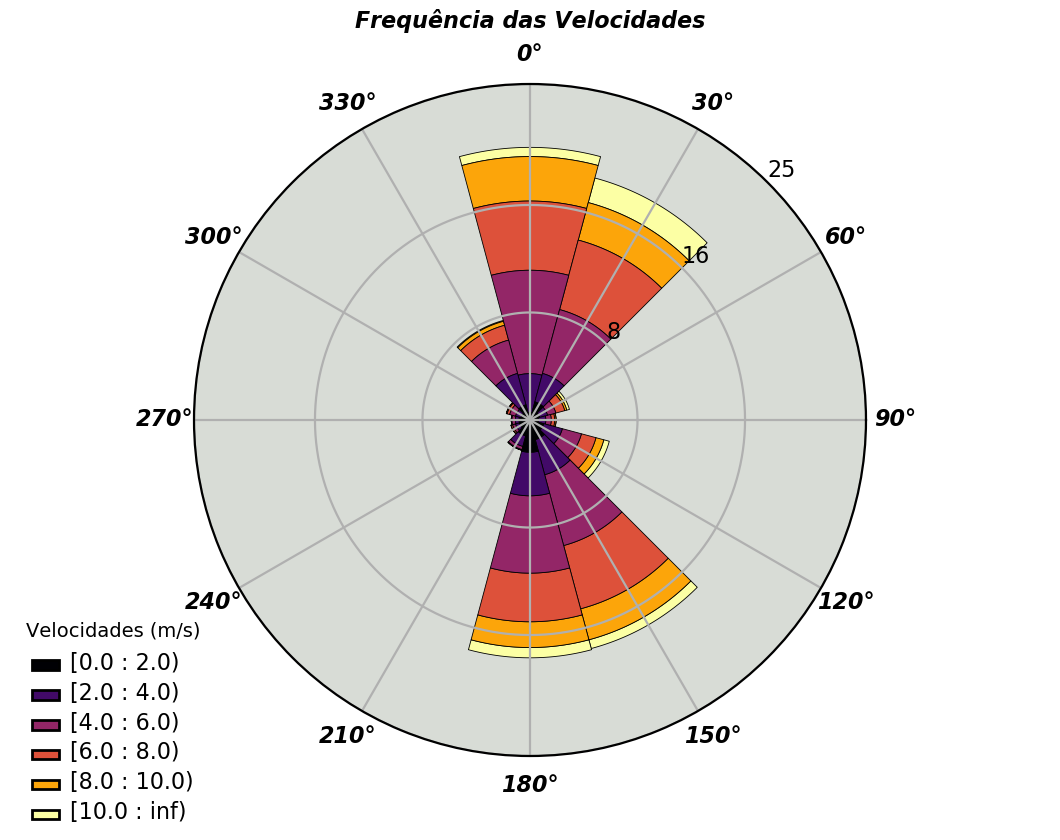 Frequência das Velocidades
0°
330°
30°
25
300°
60°
16
8
270°
90°
240°
120°
210°
150°
180°
Velocidades (m/s)
[0.0 : 2.0)
[2.0 : 4.0)
[4.0 : 6.0)
[6.0 : 8.0)
[8.0 : 10.0)
[10.0 : inf)